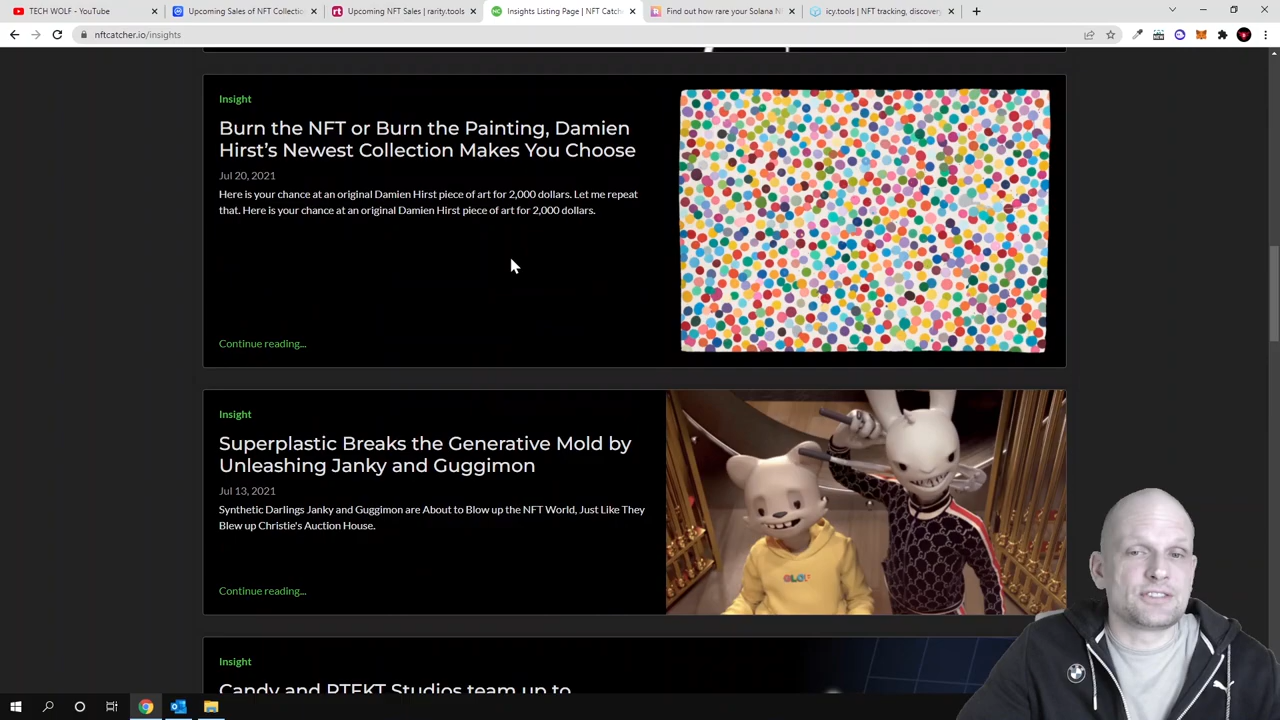 TECH WOLF - YouTube
Upcoming Sales of NFT Collection
Upcoming NFT Sales | rarity.tools
Insights Listing Page | NFT Catch
Find out how rare your Solana N
icy.tools | NFT tracking, discovery
nftcatcher.io/insights
Insight
Burn the NFT or Burn the Painting, Damien
Hirst’s Newest Collection Makes You Choose
Jul 20, 2021
Here is your chance at an original Damien Hirst piece of art for 2,000 dollars. Let me repeat
that. Here is your chance at an original Damien Hirst piece of art for 2,000 dollars.
Continue reading...
Insight
Superplastic Breaks the Generative Mold by
Unleashing Janky and Guggimon
Jul 13, 2021
Synthetic Darlings Janky and Guggimon are About to Blow up the NFT World, Just Like They
Blew up Christie's Auction House.
Continue reading...
Insight
Candy and RTFKT Studios team up to